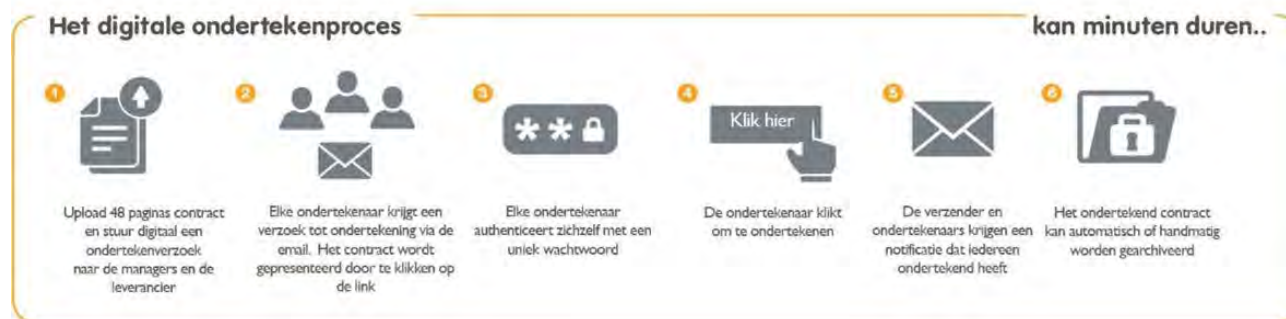 Het digitale ondertekenproces
kan minuten duren..
1
Upload 48 paginas contract
en stuur digitaal een
ondertekenverzoek
naar de managers en de
leverancier
2
Elke ondertekenaar krijgt een
verzoek tot ondertekening via de
email. Het contract wordt
gepresenteerd door te klikken op
de link
3
**
Elke ondertekenaar
authenticeert zichzelf met een
uniek wachtwoord
4
Klik hier
De ondertekenaar klikt
om te ondertekenen
5
De verzender en
ondertekenaars krijgen een
notificatie dat iedereen
ondertekend heeft
6
Het ondertekend contract
kan automatisch of handmatig
worden gearchiveerd